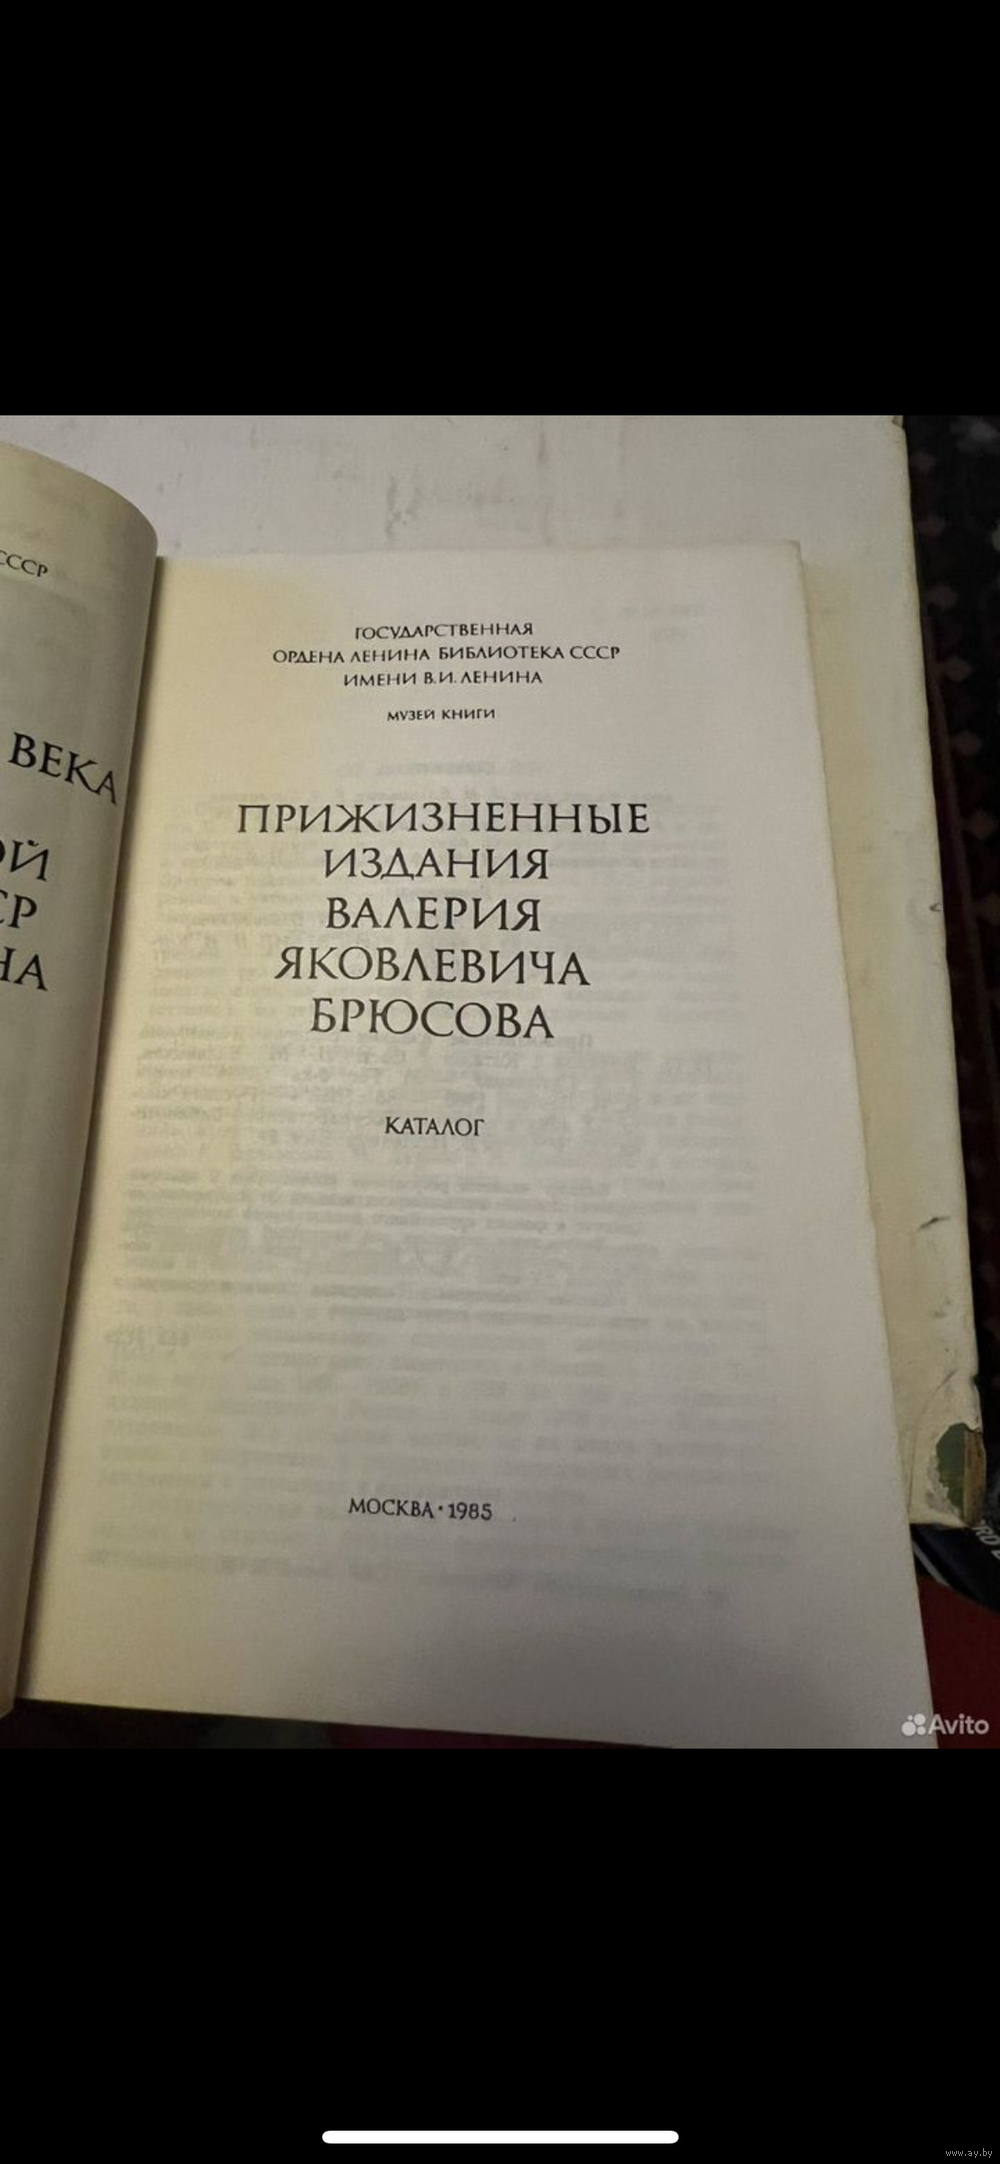 СССР
ВЕКА
ОЙ
СР
НА
ГОСУДАРСТВЕННАЯ
ОРДЕНА ЛЕНИНА БИБЛИОТЕКА СССР
ИМЕНИ В.И. ЛЕНИНА
МУЗЕЙ КНИГИ
ПРИЖИЗНЕННЫЕ
ИЗДАНИЯ
ВАЛЕРИЯ
ЯКОВЛЕВИЧА
БРЮСОВА
КАТАЛОГ
МОСКВА·1985
Avito
www.ay.by